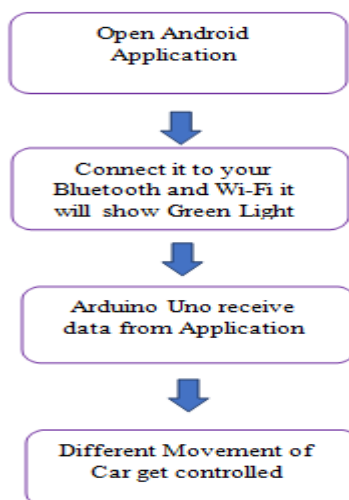 Open Android
Application
Connect it to your
Bluetooth and Wi-Fi it
will show Green Light
Arduino Uno receive
data from Application
Different Movement of
Car get controlled